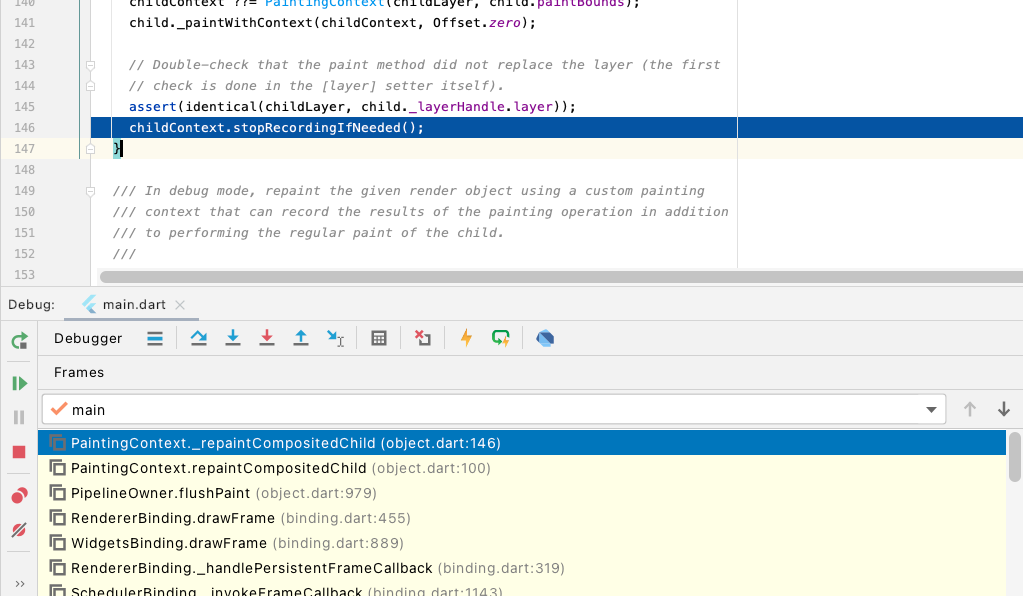 140 childContext ??= PaintingContext(childLayer, child.paintBounds);
141 child._paintWithContext(childContext, Offset.zero);
142
143 // Double-check that the paint method did not replace the layer (the first
144 // check is done in the [layer] setter itself).
145 assert(identical(childLayer, child._layerHandle.layer));
146 childContext.stopRecordingIfNeeded();
147 }
148
149 /// In debug mode, repaint the given render object using a custom painting
150 /// context that can record the results of the painting operation in addition
151 /// to performing the regular paint of the child.
152 ///
153
Debug: main.dart
Debugger
Frames
main
PaintingContext._repaintCompositedChild (object.dart:146)
PaintingContext.repaintCompositedChild (object.dart:100)
PipelineOwner.flushPaint (object.dart:979)
RendererBinding.drawFrame (binding.dart:455)
WidgetsBinding.drawFrame (binding.dart:889)
RendererBinding._handlePersistentFrameCallback (binding.dart:319)
SchedulerBinding._invokeFrameCallback (binding.dart:1143)